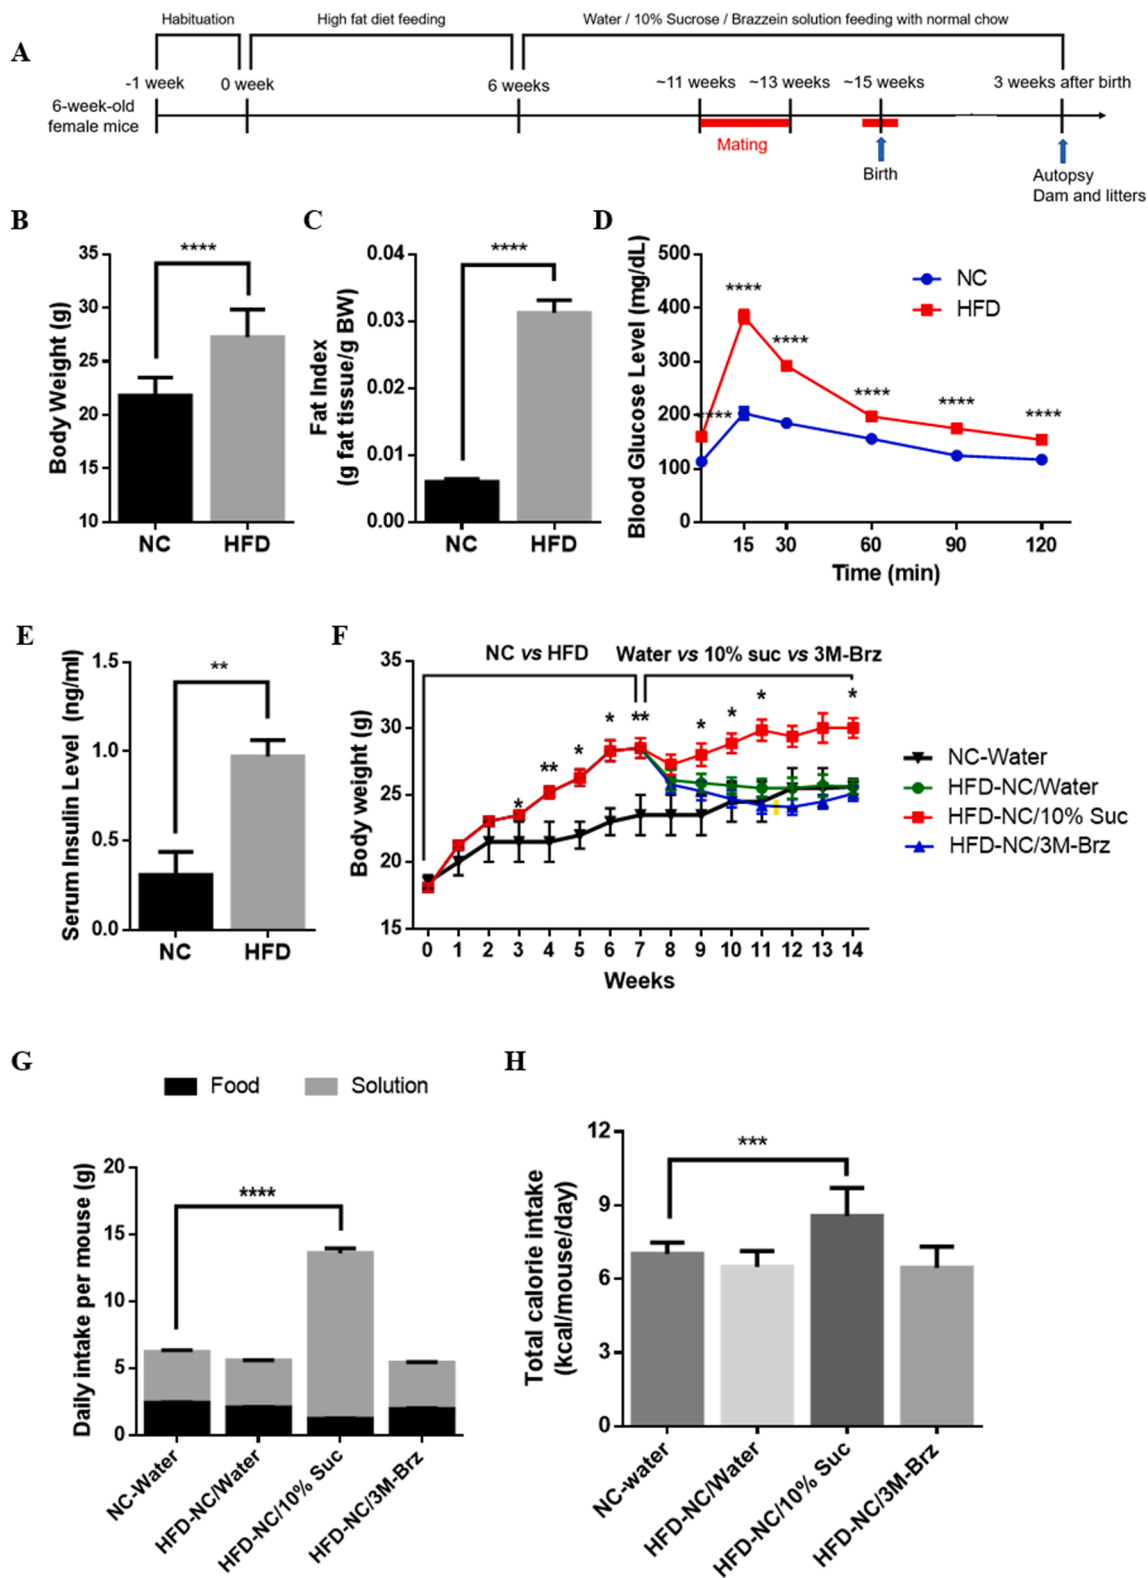 Habituation High fat diet feeding Water / 10% Sucrose / Brazzein solution feeding with normal chow
A
-1 week 0 week 6 weeks ~11 weeks ~13 weeks ~15 weeks 3 weeks after birth
6-week-old
female mice
Mating
Birth
Autopsy
Dam and litters
B
Body Weight (g)
35
30
25
20
15
10
****
NC HFD
C
Fat Index
(g fat tissue/g BW)
0.04
0.03
0.02
0.01
0.00
****
NC HFD
D
Blood Glucose Level (mg/dL)
500
400
300
200
100
0
NC
HFD
****
****
****
****
****
****
15 30 60 90 120
Time (min)
E
Serum Insulin Level (ng/ml)
1.5
1.0
0.5
0.0
**
NC HFD
F
NC vs HFD Water vs 10% suc vs 3M-Brz
Body weight (g)
35
30
25
20
15
* ** * * * ** * * * *
0 1 2 3 4 5 6 7 8 9 10 11 12 13 14
Weeks
NC-Water
HFD-NC/Water
HFD-NC/10% Suc
HFD-NC/3M-Brz
G
Food Solution
Daily intake per mouse (g)
20
15
10
5
0
****
NC-Water
HFD-NC/Water
HFD-NC/10% Suc
HFD-NC/3M-Brz
H
Total calorie intake
(kcal/mouse/day)
12
9
6
3
0
***
NC-water
HFD-NC/Water
HFD-NC/10% Suc
HFD-NC/3M-Brz